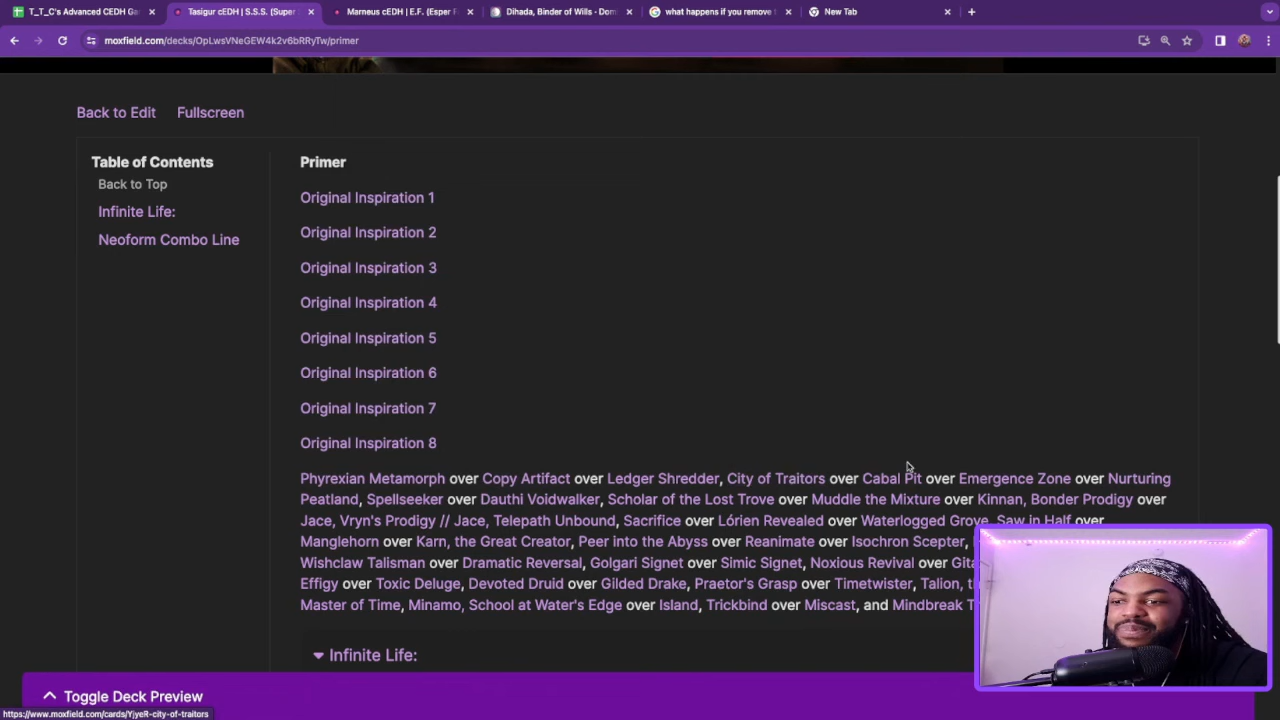 T_T_C's Advanced CEDH Ga
Tasigur cEDH | S.S.S. (Super
Marneus cEDH | E.F. (Esper F
Dihada, Binder of Wills - Dom
what happens if you remove t
New Tab
moxfield.com/decks/OpLwsVNeGEW4k2v6bRRyTw/primer
Back to Edit Fullscreen
Table of Contents
Back to Top
Infinite Life:
Neoform Combo Line
Primer
Original Inspiration 1
Original Inspiration 2
Original Inspiration 3
Original Inspiration 4
Original Inspiration 5
Original Inspiration 6
Original Inspiration 7
Original Inspiration 8
Phyrexian Metamorph over Copy Artifact over Ledger Shredder, City of Traitors over Cabal Pit over Emergence Zone over Nurturing
Peatland, Spellseeker over Dauthi Voidwalker, Scholar of the Lost Trove over Muddle the Mixture over Kinnan, Bonder Prodigy over
Jace, Vryn's Prodigy // Jace, Telepath Unbound, Sacrifice over Lórien Revealed over Waterlogged Grove, Saw in Half over
Manglehorn over Karn, the Great Creator, Peer into the Abyss over Reanimate over Isochron Scepter,
Wishclaw Talisman over Dramatic Reversal, Golgari Signet over Simic Signet, Noxious Revival over Gita
Effigy over Toxic Deluge, Devoted Druid over Gilded Drake, Praetor's Grasp over Timetwister, Talion, t
Master of Time, Minamo, School at Water's Edge over Island, Trickbind over Miscast, and Mindbreak T
Infinite Life:
Toggle Deck Preview
https://www.moxfield.com/cards/YjyeR-city-of-traitors